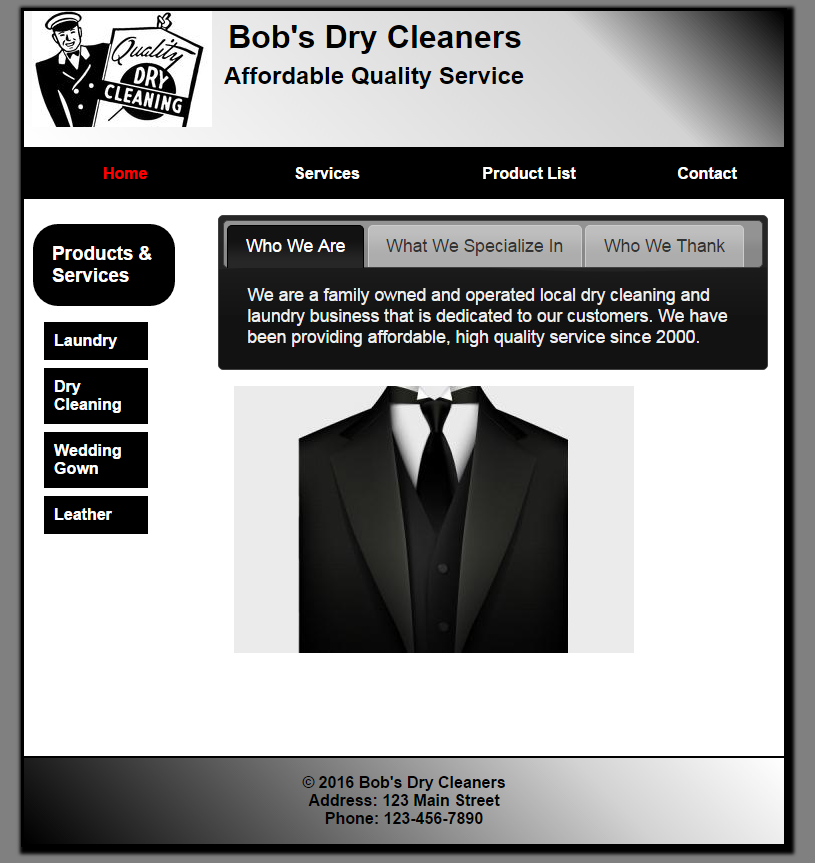 Quality
DRY
CLEANING
Bob's Dry Cleaners
Affordable Quality Service
Home Services Product List Contact
Products &
Services
Laundry
Dry
Cleaning
Wedding
Gown
Leather
Who We Are What We Specialize In Who We Thank
We are a family owned and operated local dry cleaning and
laundry business that is dedicated to our customers. We have
been providing affordable, high quality service since 2000.
© 2016 Bob's Dry Cleaners
Address: 123 Main Street
Phone: 123-456-7890